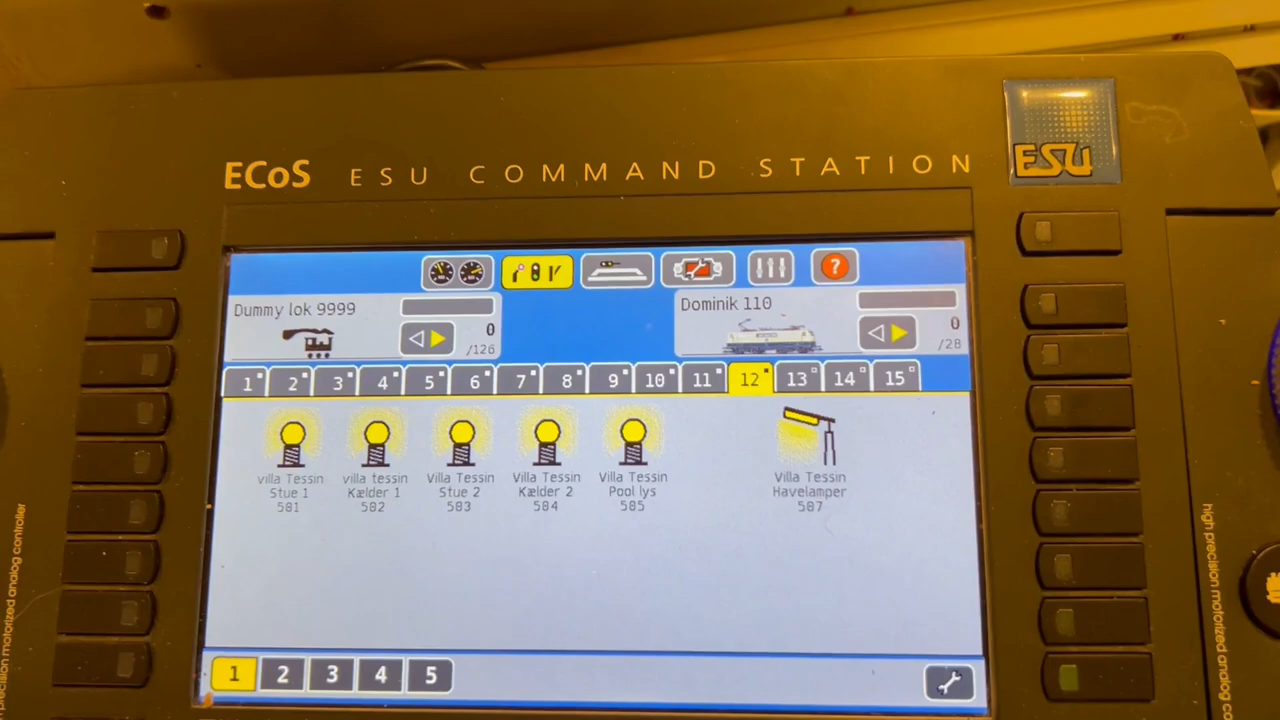 ECoS ESU COMMAND STATION
ESU
?
Dummy lok 9999
0
/126
Dominik 110
0
/28
1 2 3 4 5 6 7 8 9 10 11 12 13 14 15
villa Tessin
Stue 1
501
villa tessin
Kælder 1
502
Villa Tessin
Stue 2
503
Villa Tessin
Kælder 2
504
Villa Tessin
Pool lys
505
Villa Tessin
Havelamper
507
1 2 3 4 5
precision motorized analog controller
high precision motorized analog co